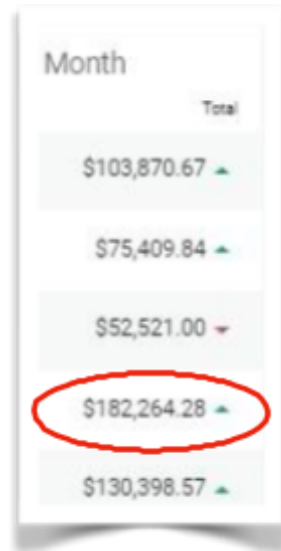 Month
Total
$103,870.67
$75,409.84
$52,521.00
$182,264.28
$130,398.57